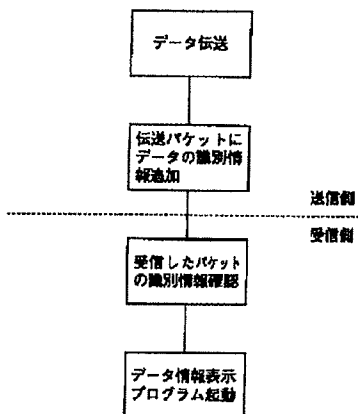 データ伝送
伝送パケットに
データの識別情
報追加
送信側
受信側
受信したパケット
の識別情報確認
データ情報表示
プログラム起動